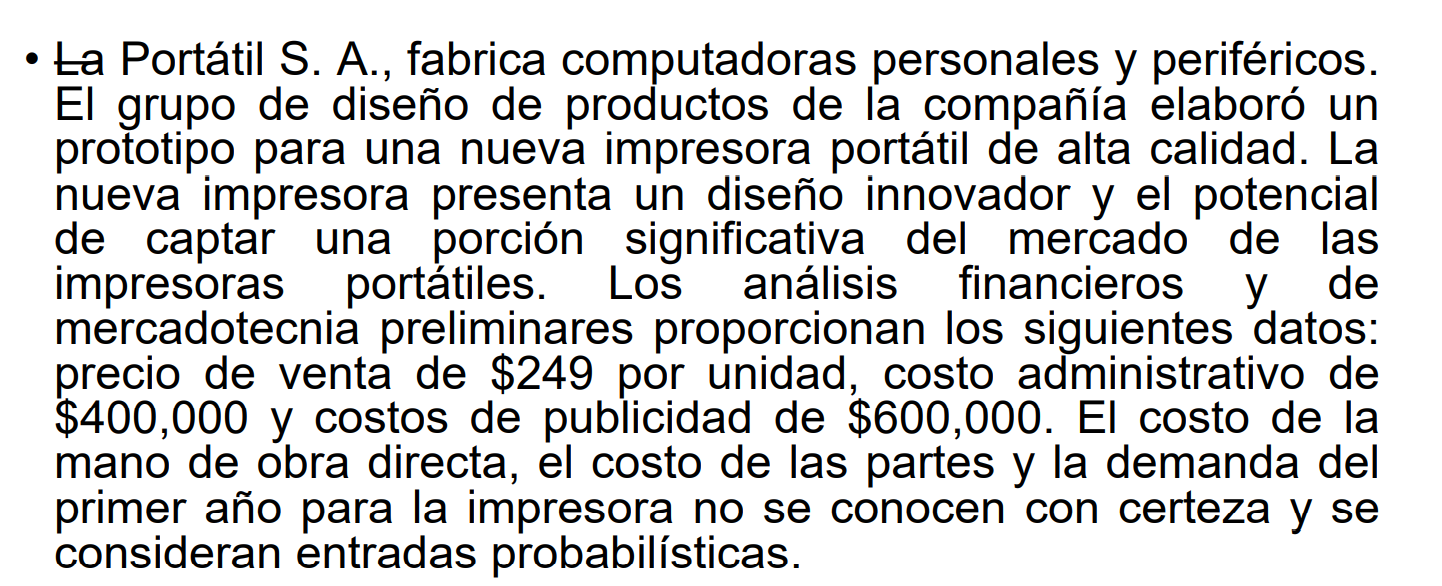 • La Portátil S. A., fabrica computadoras personales y periféricos.
El grupo de diseño de productos de la compañía elaboró un
prototipo para una nueva impresora portátil de alta calidad. La
nueva impresora presenta un diseño innovador y el potencial
de captar una porción significativa del mercado de las
impresoras portátiles. Los análisis financieros y de
mercadotecnia preliminares proporcionan los siguientes datos:
precio de venta de $249 por unidad, costo administrativo de
$400,000 y costos de publicidad de $600,000. El costo de la
mano de obra directa, el costo de las partes y la demanda del
primer año para la impresora no se conocen con certeza y se
consideran entradas probabilísticas.